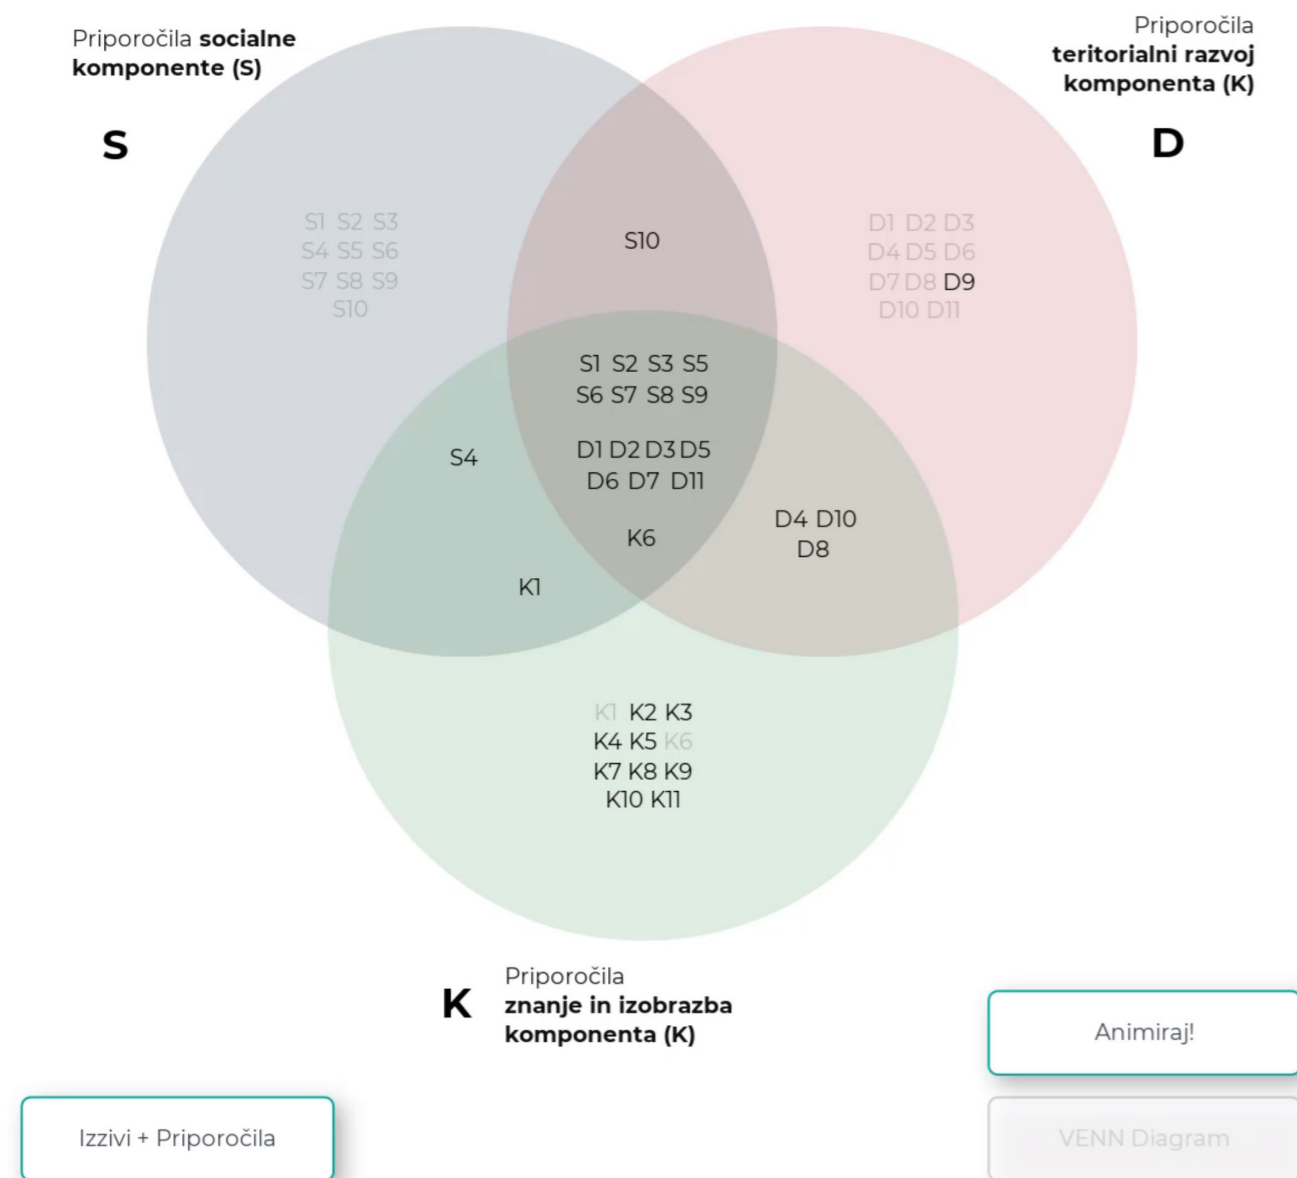 Priporočila socialne
komponente (S)
S
Priporočila
teritorialni razvoj
komponenta (K)
D
S1 S2 S3
S4 S5 S6
S7 S8 S9
S10
S10
D1 D2 D3
D4 D5 D6
D7 D8 D9
D10 D11
S1 S2 S3 S5
S6 S7 S8 S9
D1 D2 D3 D5
D6 D7 D11
K6
S4
K1
D4 D10
D8
K1 K2 K3
K4 K5 K6
K7 K8 K9
K10 K11
K
Priporočila
znanje in izobrazba
komponenta (K)
Animiraj!
Izzivi + Priporočila
VENN Diagram